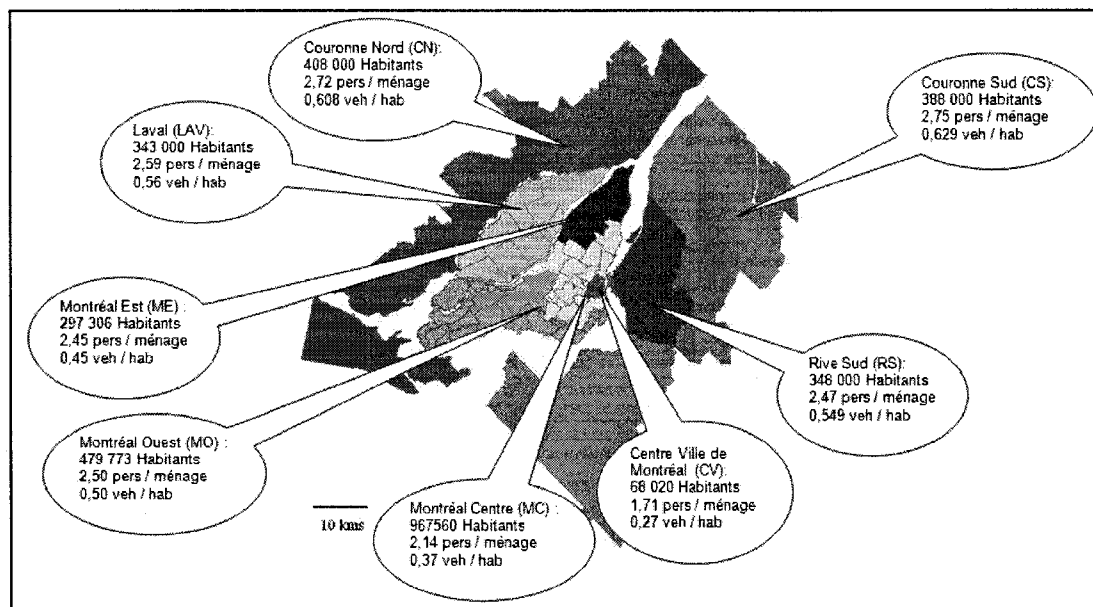 Couronne Nord (CN):
408 000 Habitants
2,72 pers / ménage
0,608 veh / hab
Couronne Sud (CS):
388 000 Habitants
2,75 pers / ménage
0,629 veh / hab
Laval (LAV):
343 000 Habitants
2,59 pers / ménage
0,56 veh / hab
Montréal Est (ME):
297 306 Habitants
2,45 pers / ménage
0,45 veh / hab
Rive Sud (RS):
348 000 Habitants
2,47 pers / ménage
0,549 veh / hab
Montréal Ouest (MO) :
479 773 Habitants
2,50 pers / ménage
0,50 veh / hab
Centre Ville de
Montréal (CV):
68 020 Habitants
1,71 pers / ménage
0,27 veh / hab
10 kms
Montréal Centre (MC) :
967560 Habitants
2,14 pers / ménage
0,37 veh / hab